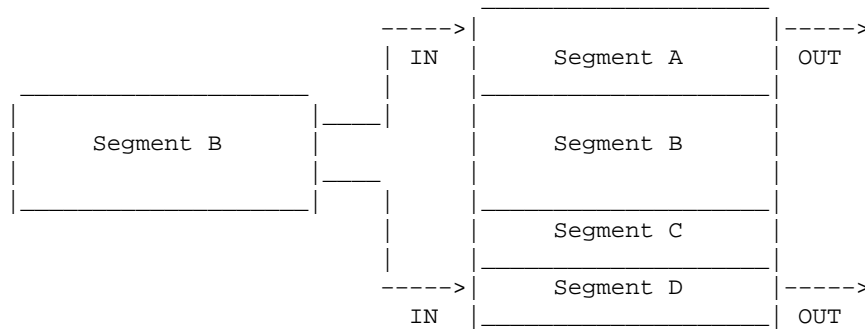 IN Segment A OUT
Segment B Segment B
Segment C
Segment D
IN OUT